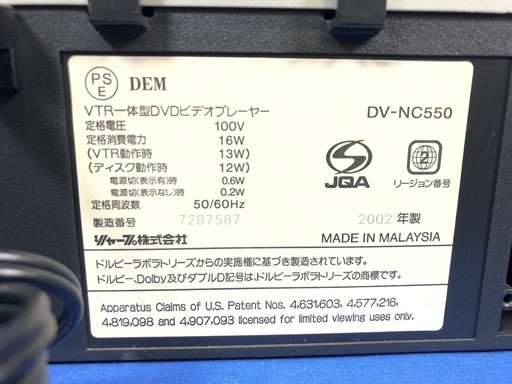 PS
E
DEM
VTR一体型DVDビデオプレーヤー
DV-NC550
定格電圧 100V
定格消費電力 16W
(VTR動作時 13W)
(ディスク動作時 12W)
電源切(表示有)時 0.6W
電源切(表示なし)時 0.2W
定格周波数 50/60Hz
製造番号 7287587
JQA
2
リージョン番号
2002 年製
シャープ株式会社
MADE IN MALAYSIA
ドルビーラボラトリーズからの実施権に基づき製造されています。
ドルビー、Dolby及びダブルD記号は、ドルビーラボラトリーズの商標です。
Apparatus Claims of U.S. Patent Nos. 4,631,603, 4,577,216,
4,819,098 and 4,907,093 licensed for limited viewing uses only.